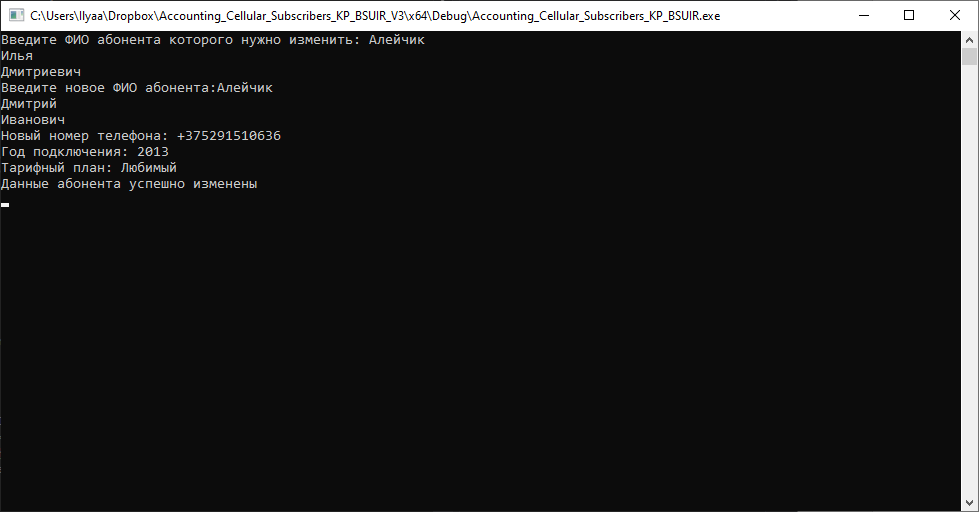 C:\Users\Ilyaa\Dropbox\Accounting_Cellular_Subscribers_KP_BSUIR_V3\x64\Debug\Accounting_Cellular_Subscribers_KP_BSUIR.exe
Введите ФИО абонента которого нужно изменить: Алейчик
Илья
Дмитриевич
Введите новое ФИО абонента:Алейчик
Дмитрий
Иванович
Новый номер телефона: +375291510636
Год подключения: 2013
Тарифный план: Любимый
Данные абонента успешно изменены